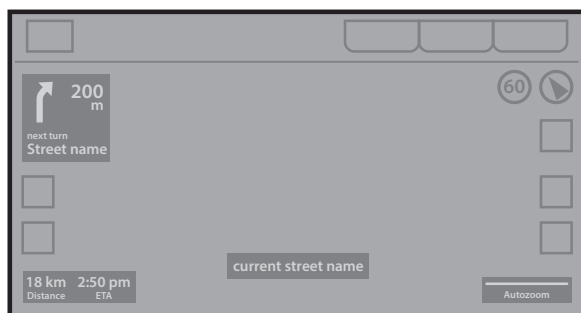 200
m
next turn
Street name
60
current street name
18 km 2:50 pm
Distance ETA
Autozoom